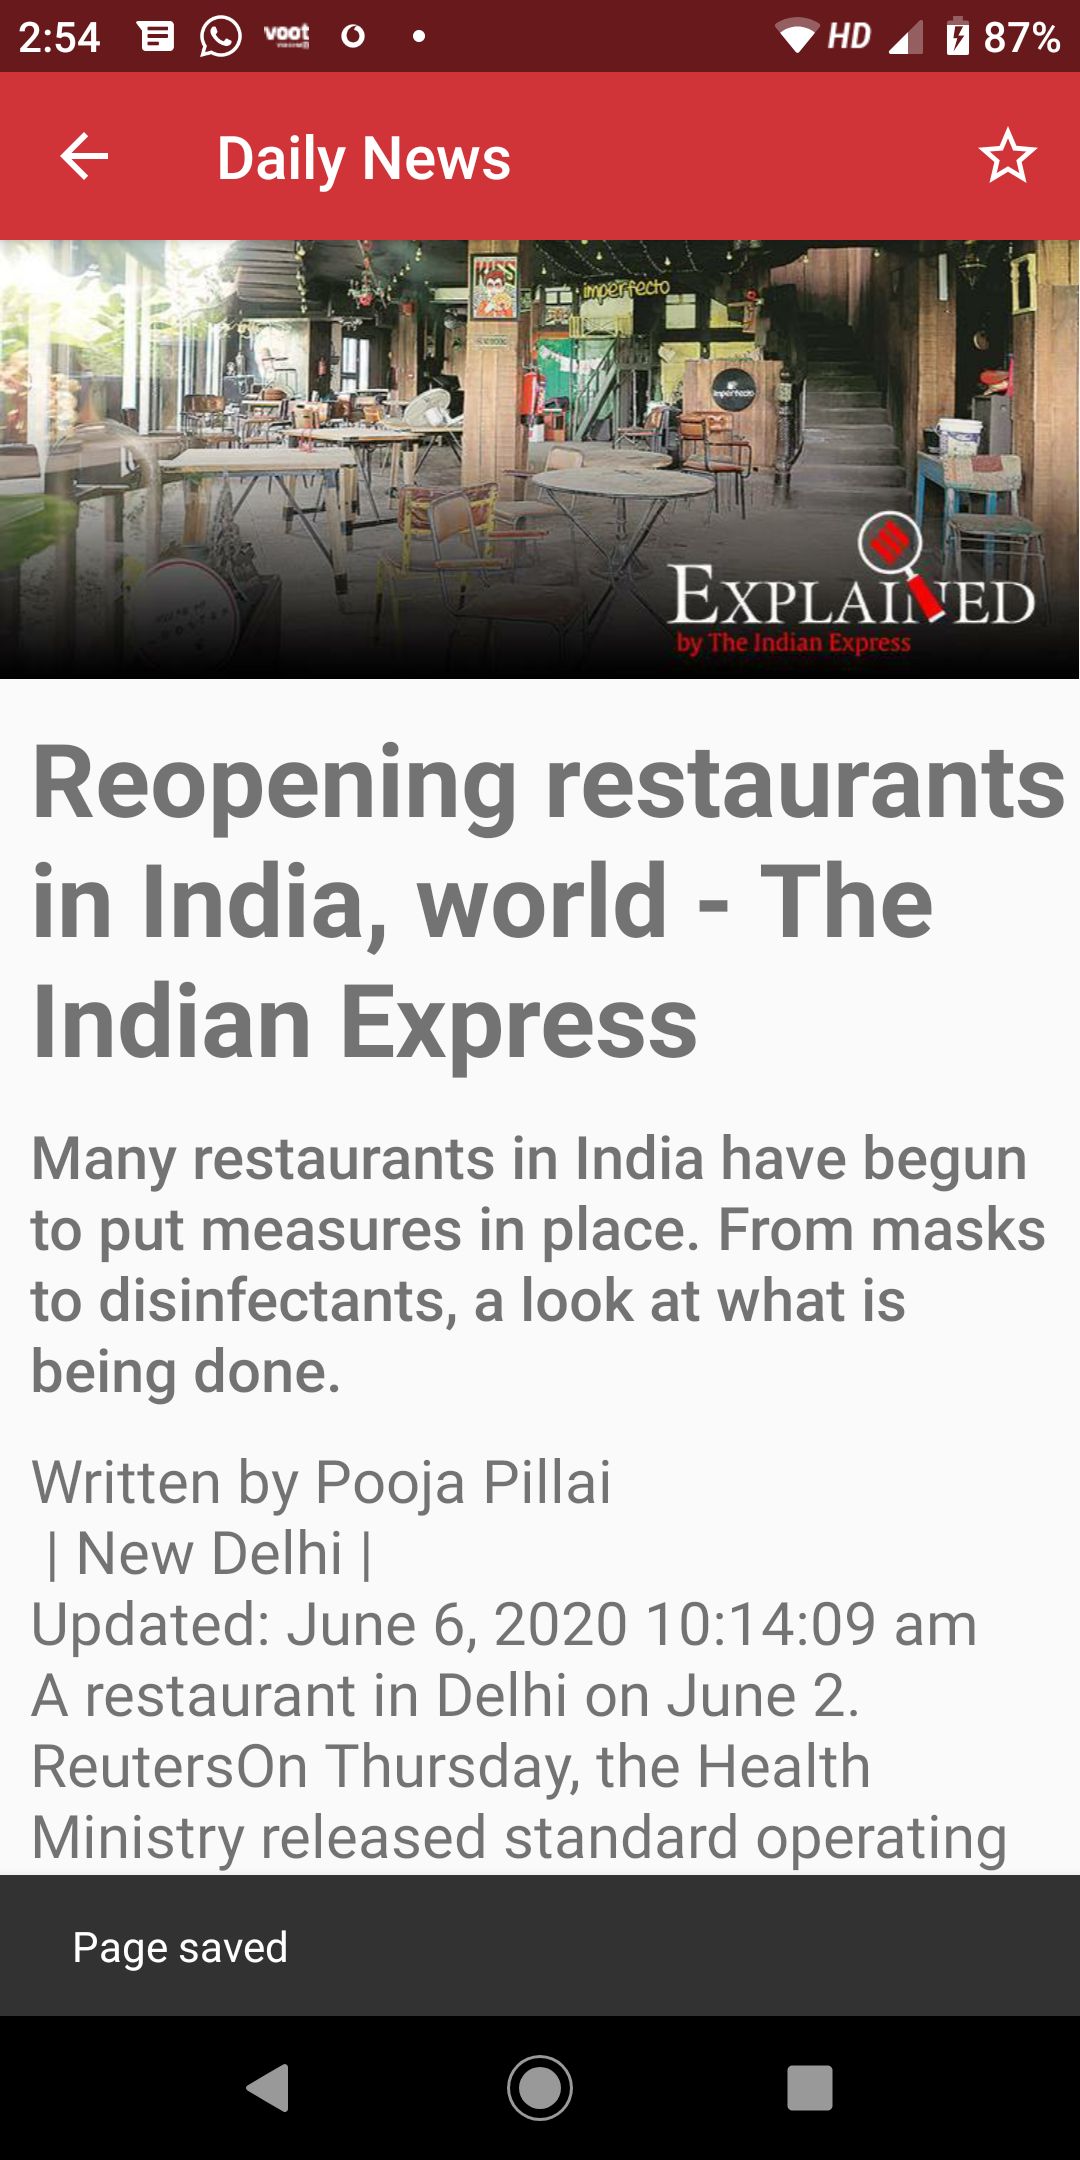 2:54 voot HD 87%
Daily News
KISS
imperfecto
imperfecto
EXPLAINED
by The Indian Express
Reopening restaurants
in India, world - The
Indian Express
Many restaurants in India have begun
to put measures in place. From masks
to disinfectants, a look at what is
being done.
Written by Pooja Pillai
| New Delhi |
Updated: June 6, 2020 10:14:09 am
A restaurant in Delhi on June 2.
ReutersOn Thursday, the Health
Ministry released standard operating
Page saved